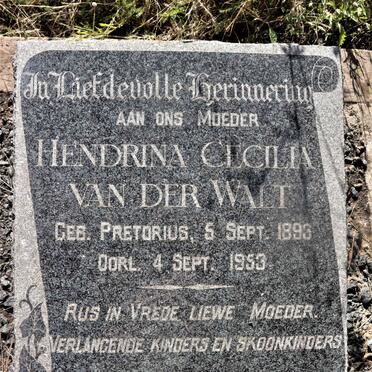 In Liefdevolle Herinnering
AAN ONS MOEDER
HENDRINA CECILIA
VAN DER WALT
GEB. PRETORIUS, 5 SEPT. 1893
OORL. 4 SEPT. 1953
RUS IN VREDE LIEWE MOEDER.
VERLANGENDE KINDERS EN SKOONKINDERS